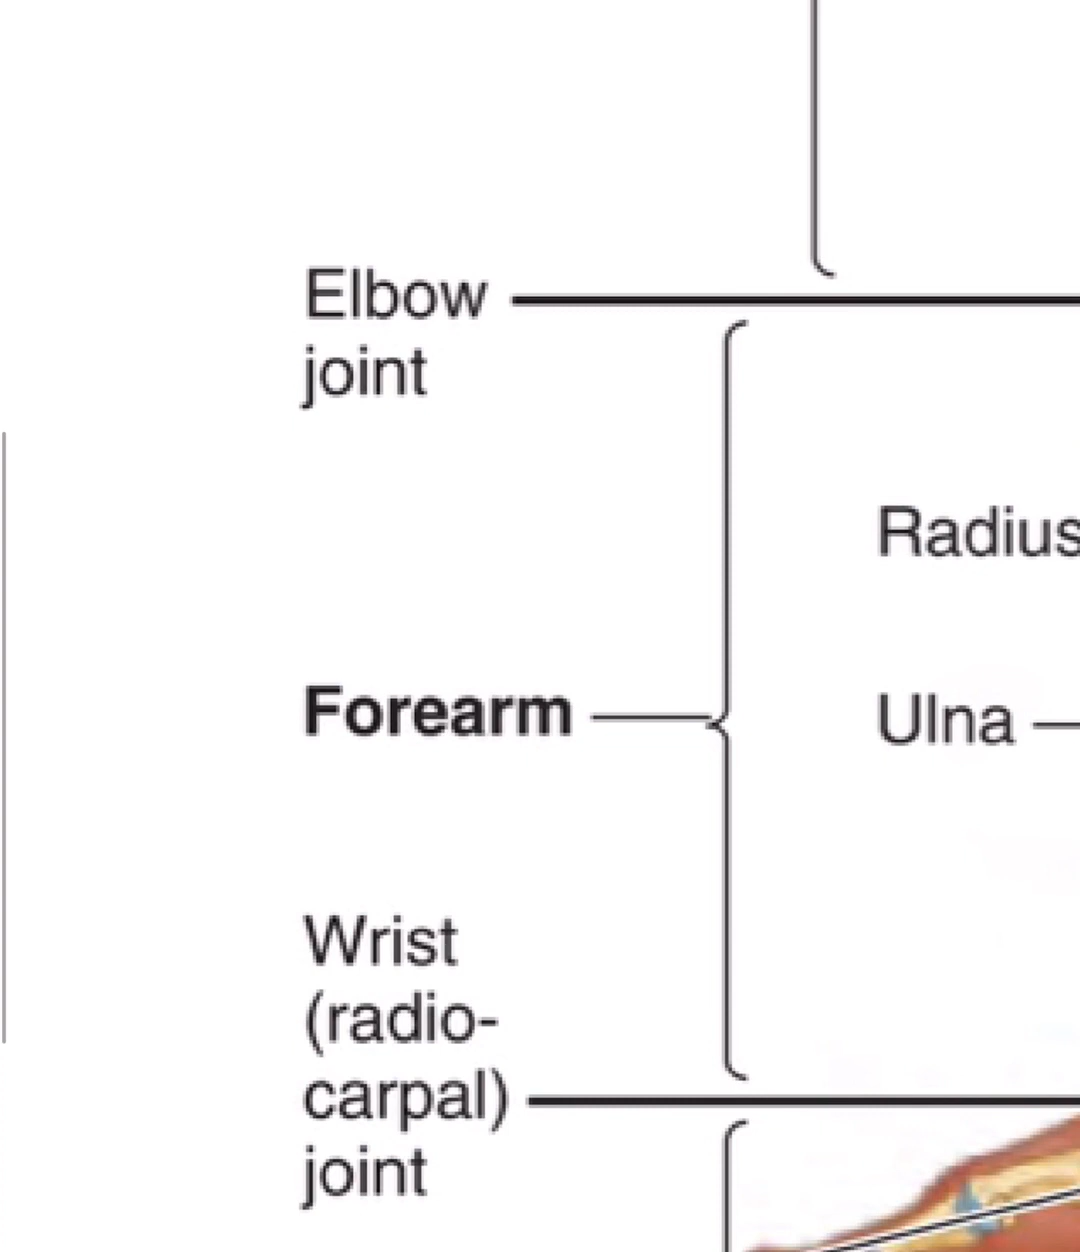 Elbow
joint
Radius
Forearm
Ulna
Wrist
(radio-
carpal)
joint